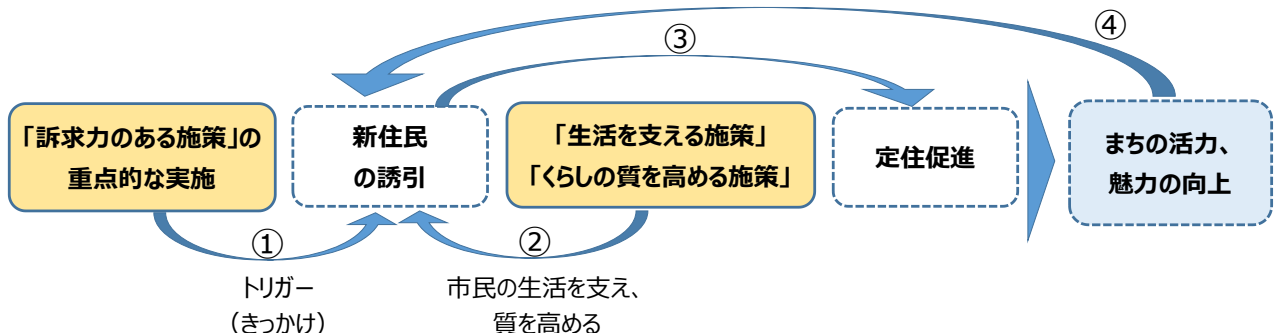 ④
③
「訴求力のある施策」の
重点的な実施
新住民
の誘引
「生活を支える施策」
「くらしの質を高める施策」
定住促進
まちの活力、
魅力の向上
①
②
トリガー
（きっかけ）
市民の生活を支え、
質を高める